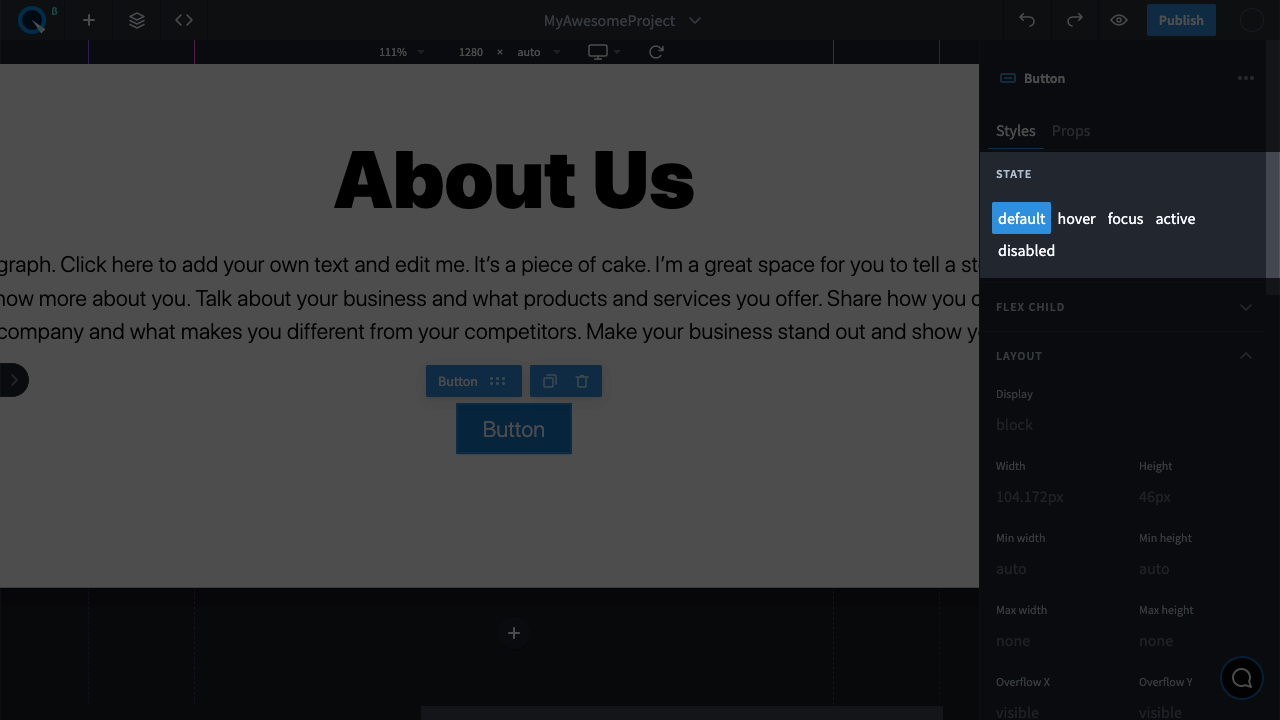 B
MyAwesomeProject
Publish
111%
1280 × auto
Button
Styles Props
STATE
default hover focus active
disabled
About Us
graph. Click here to add your own text and edit me. It's a piece of cake. I'm a great space for you to tell a st
now more about you. Talk about your business and what products and services you offer. Share how you c
company and what makes you different from your competitors. Make your business stand out and show y
Button
Button
FLEX CHILD
LAYOUT
Display
block
Width Height
104.172px 46px
Min width Min height
auto auto
Max width Max height
none none
Overflow X Overflow Y
visible visible